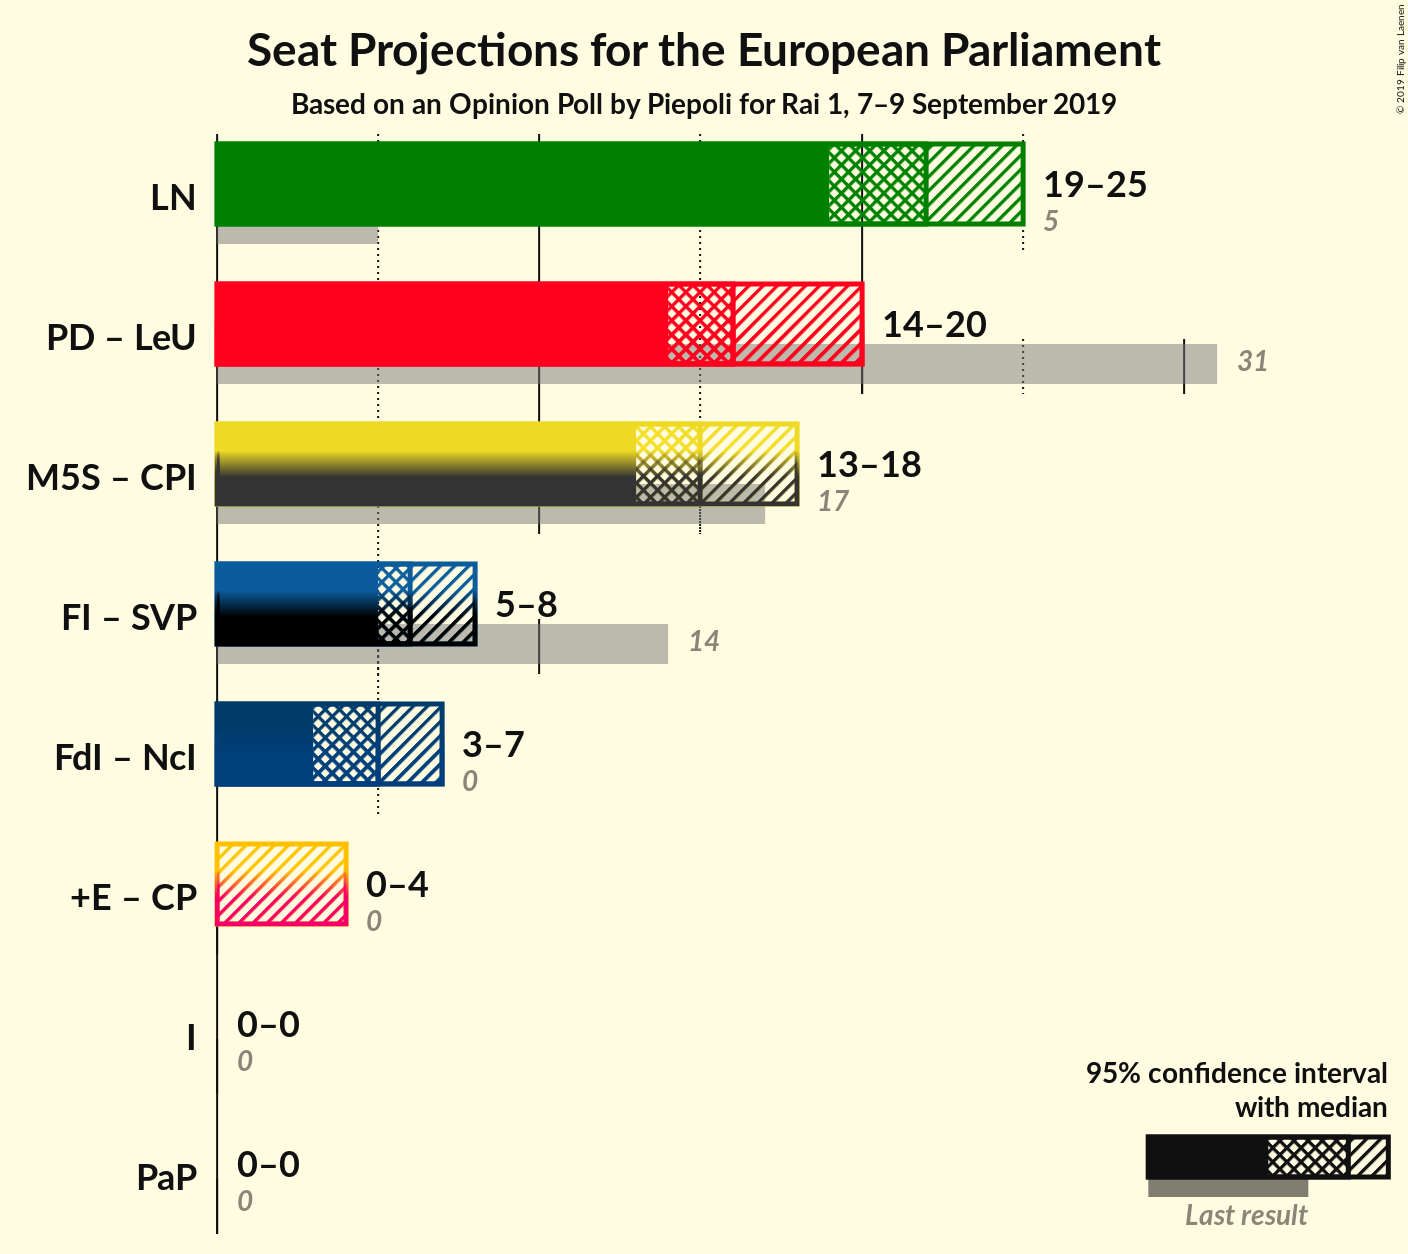 Seat Projections for the European Parliament
Based on an Opinion Poll by Piepoli for Rai 1, 7–9 September 2019
© 2019 Filip van Laenen
LN
19–25
5
PD – LeU
14–20
31
M5S – CPI
13–18
17
FI – SVP
5–8
14
FdI – NcI
3–7
0
+E – CP
0–4
0
I
0–0
0
PaP
0–0
0
95% confidence interval
with median
Last result